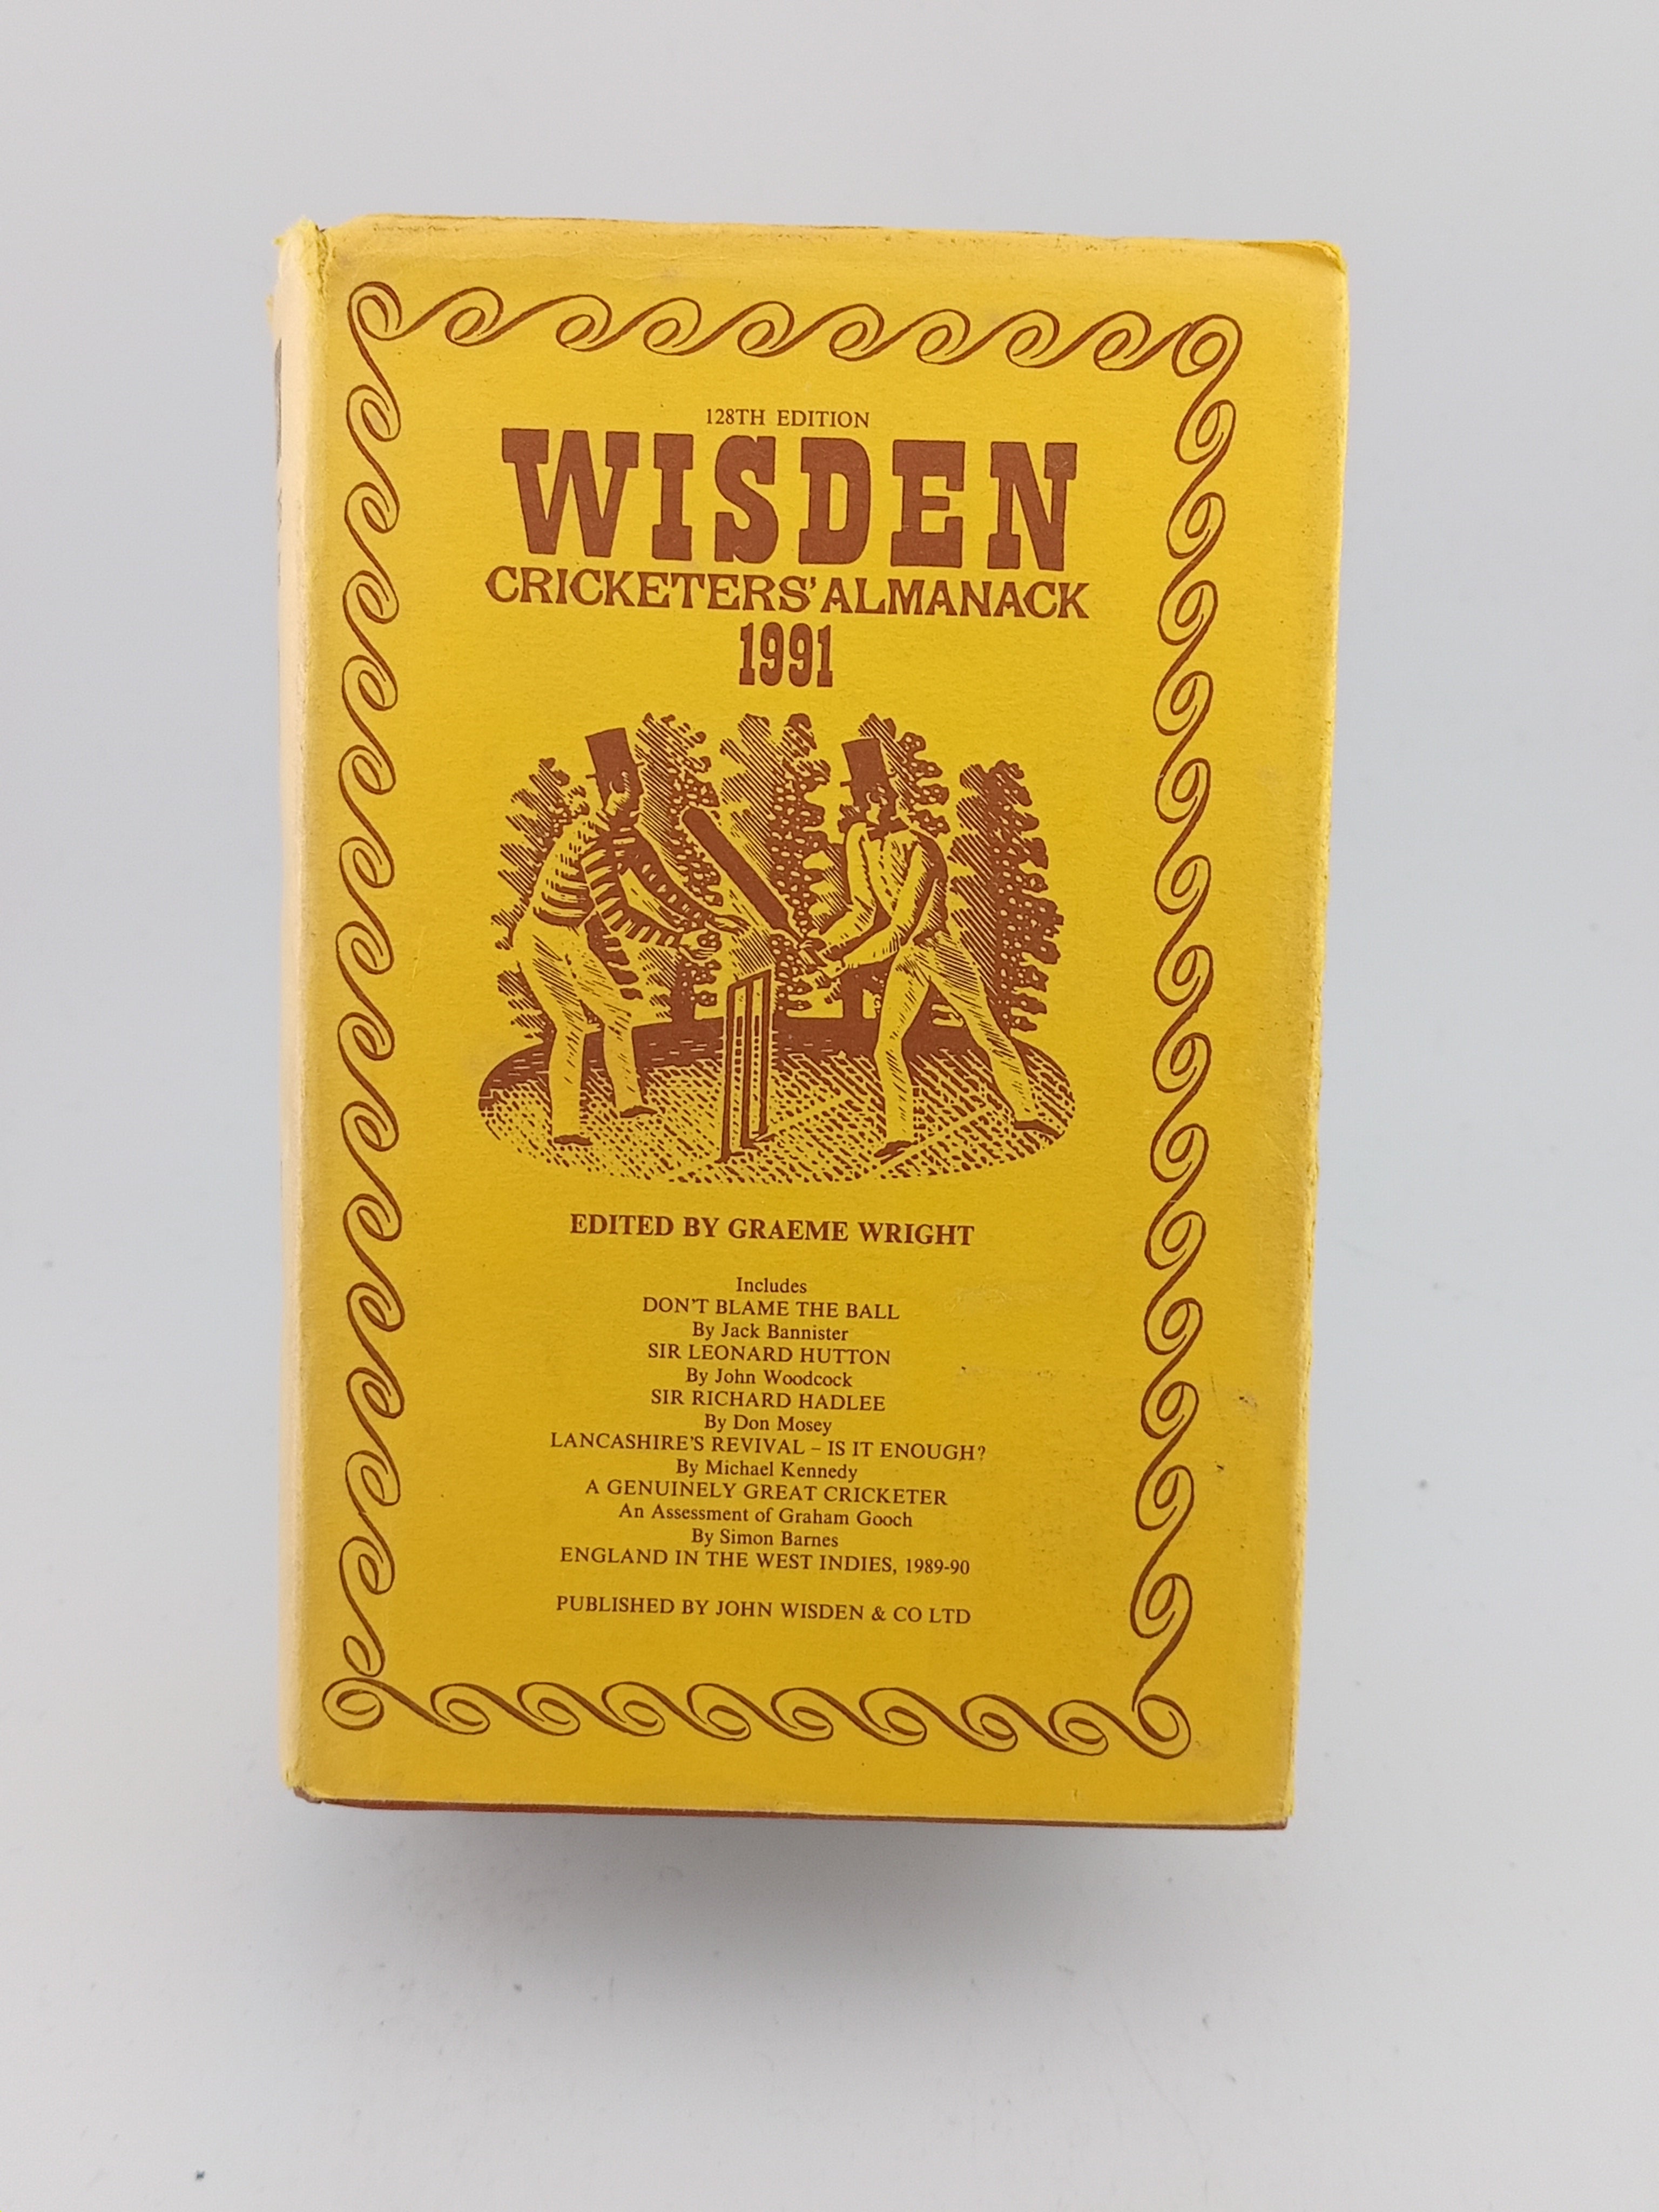 128TH EDITION
WISDEN
CRICKETERS' ALMANACK
1991
EDITED BY GRAEME WRIGHT
Includes
DON'T BLAME THE BALL
By Jack Bannister
SIR LEONARD HUTTON
By John Woodcock
SIR RICHARD HADLEE
By Don Mosey
LANCASHIRE'S REVIVAL – IS IT ENOUGH?
By Michael Kennedy
A GENUINELY GREAT CRICKETER
An Assessment of Graham Gooch
By Simon Barnes
ENGLAND IN THE WEST INDIES, 1989-90
PUBLISHED BY JOHN WISDEN & CO LTD